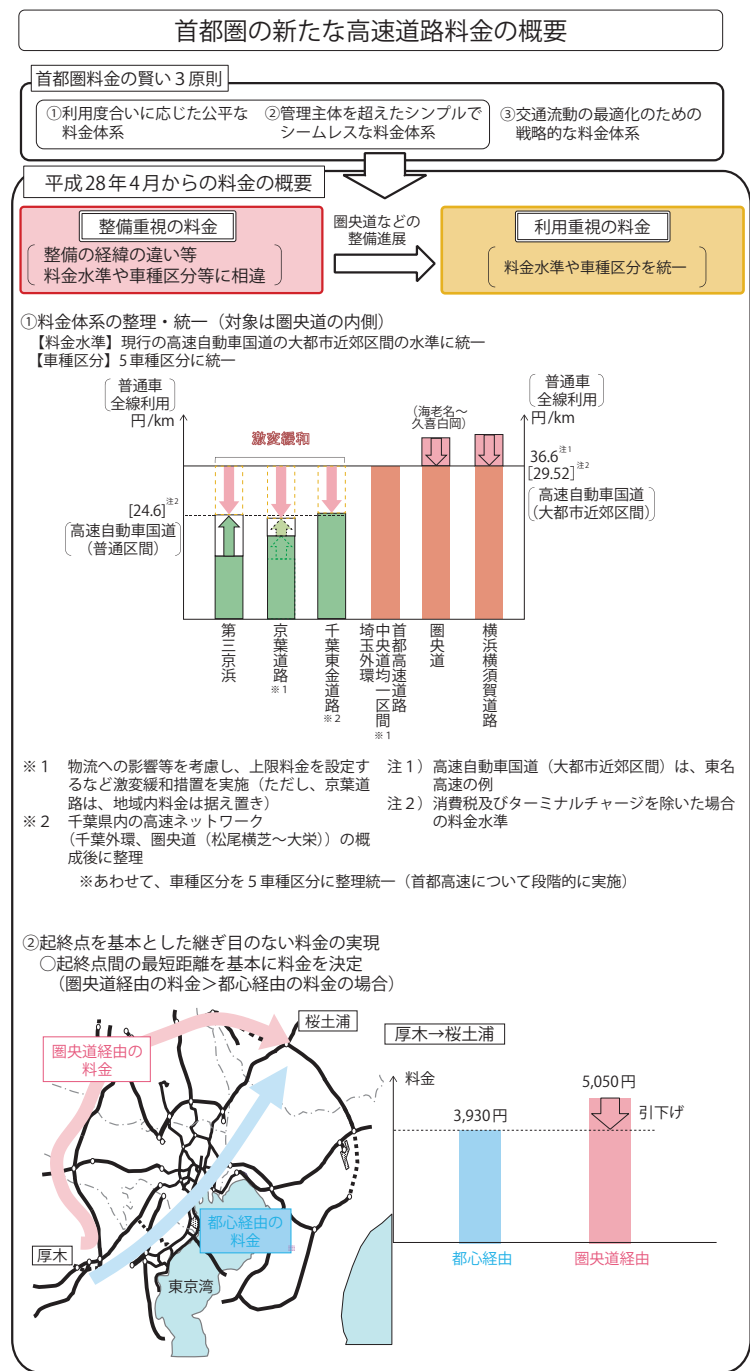 首都圏の新たな高速道路料金の概要
首都圏料金の賢い3原則
①利用度合いに応じた公平な
料金体系
②管理主体を超えたシンプルで
シームレスな料金体系
③交通流動の最適化のための
戦略的な料金体系
平成28年4月からの料金の概要
整備重視の料金
整備の経緯の違い等
料金水準や車種区分等に相違
圏央道などの
整備進展
利用重視の料金
料金水準や車種区分を統一
①料金体系の整理・統一（対象は圏央道の内側）
【料金水準】現行の高速自動車国道の大都市近郊区間の水準に統一
【車種区分】5車種区分に統一
普通車
全線利用
円/km
激変緩和
（海老名～
久喜白岡）
普通車
全線利用
円/km
36.6注1
[29.52]注2
高速自動車国道
（大都市近郊区間）
[24.6]注2
高速自動車国道
（普通区間）
第三京浜
京葉道路
※1
千葉東金道路
※2
首都高速道路
中央道均一区間
埼玉外環
※1
圏央道
横浜横須賀道路
※1　物流への影響等を考慮し、上限料金を設定す
るなど激変緩和措置を実施（ただし、京葉道
路は、地域内料金は据え置き）
※2　千葉県内の高速ネットワーク
（千葉外環、圏央道（松尾横芝～大栄））の概
成後に整理
注1）高速自動車国道（大都市近郊区間）は、東名
高速の例
注2）消費税及びターミナルチャージを除いた場合
の料金水準
※あわせて、車種区分を5車種区分に整理統一（首都高速について段階的に実施）
②起終点を基本とした継ぎ目のない料金の実現
○起終点間の最短距離を基本に料金を決定
（圏央道経由の料金＞都心経由の料金の場合）
桜土浦
圏央道経由の
料金
都心経由の
料金
厚木
東京湾
厚木→桜土浦
料金
3,930円
5,050円
引下げ
都心経由
圏央道経由